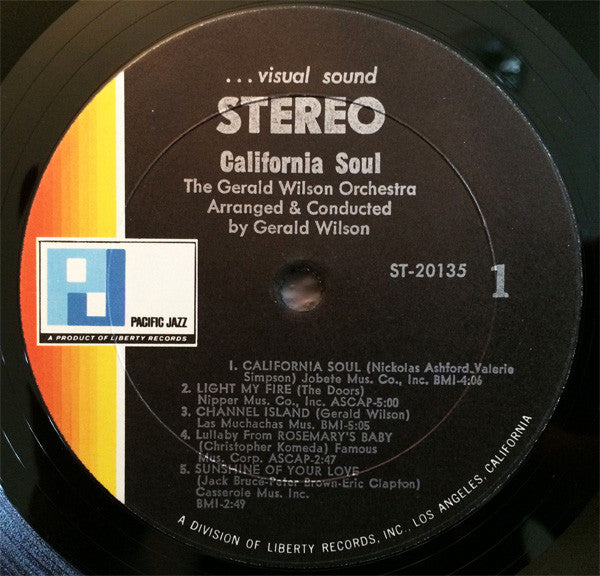 ...visual sound
STEREO
California Soul
The Gerald Wilson Orchestra
Arranged & Conducted
by Gerald Wilson
ST-20135 1
PJ
PACIFIC JAZZ
A PRODUCT OF LIBERTY RECORDS
1. CALIFORNIA SOUL (Nickolas Ashford Valerie
Simpson) Jobete Mus. Co., Inc. BMI-4:06
2. LIGHT MY FIRE (The Doors)
Nipper Mus. Co., Inc. ASCAP-5:00
3. CHANNEL ISLAND (Gerald Wilson)
Las Muchachas Mus. BMI-5:05
4. Lullaby From ROSEMARY'S BABY
(Christopher Komeda) Famous
Mus. Corp. ASCAP-2:47
5. SUNSHINE OF YOUR LOVE
(Jack Bruce-Peter Brown-Eric Clapton)
Casserole Mus. Inc.
BMI-2:49
A DIVISION OF LIBERTY RECORDS, INC., LOS ANGELES, CALIFORNIA